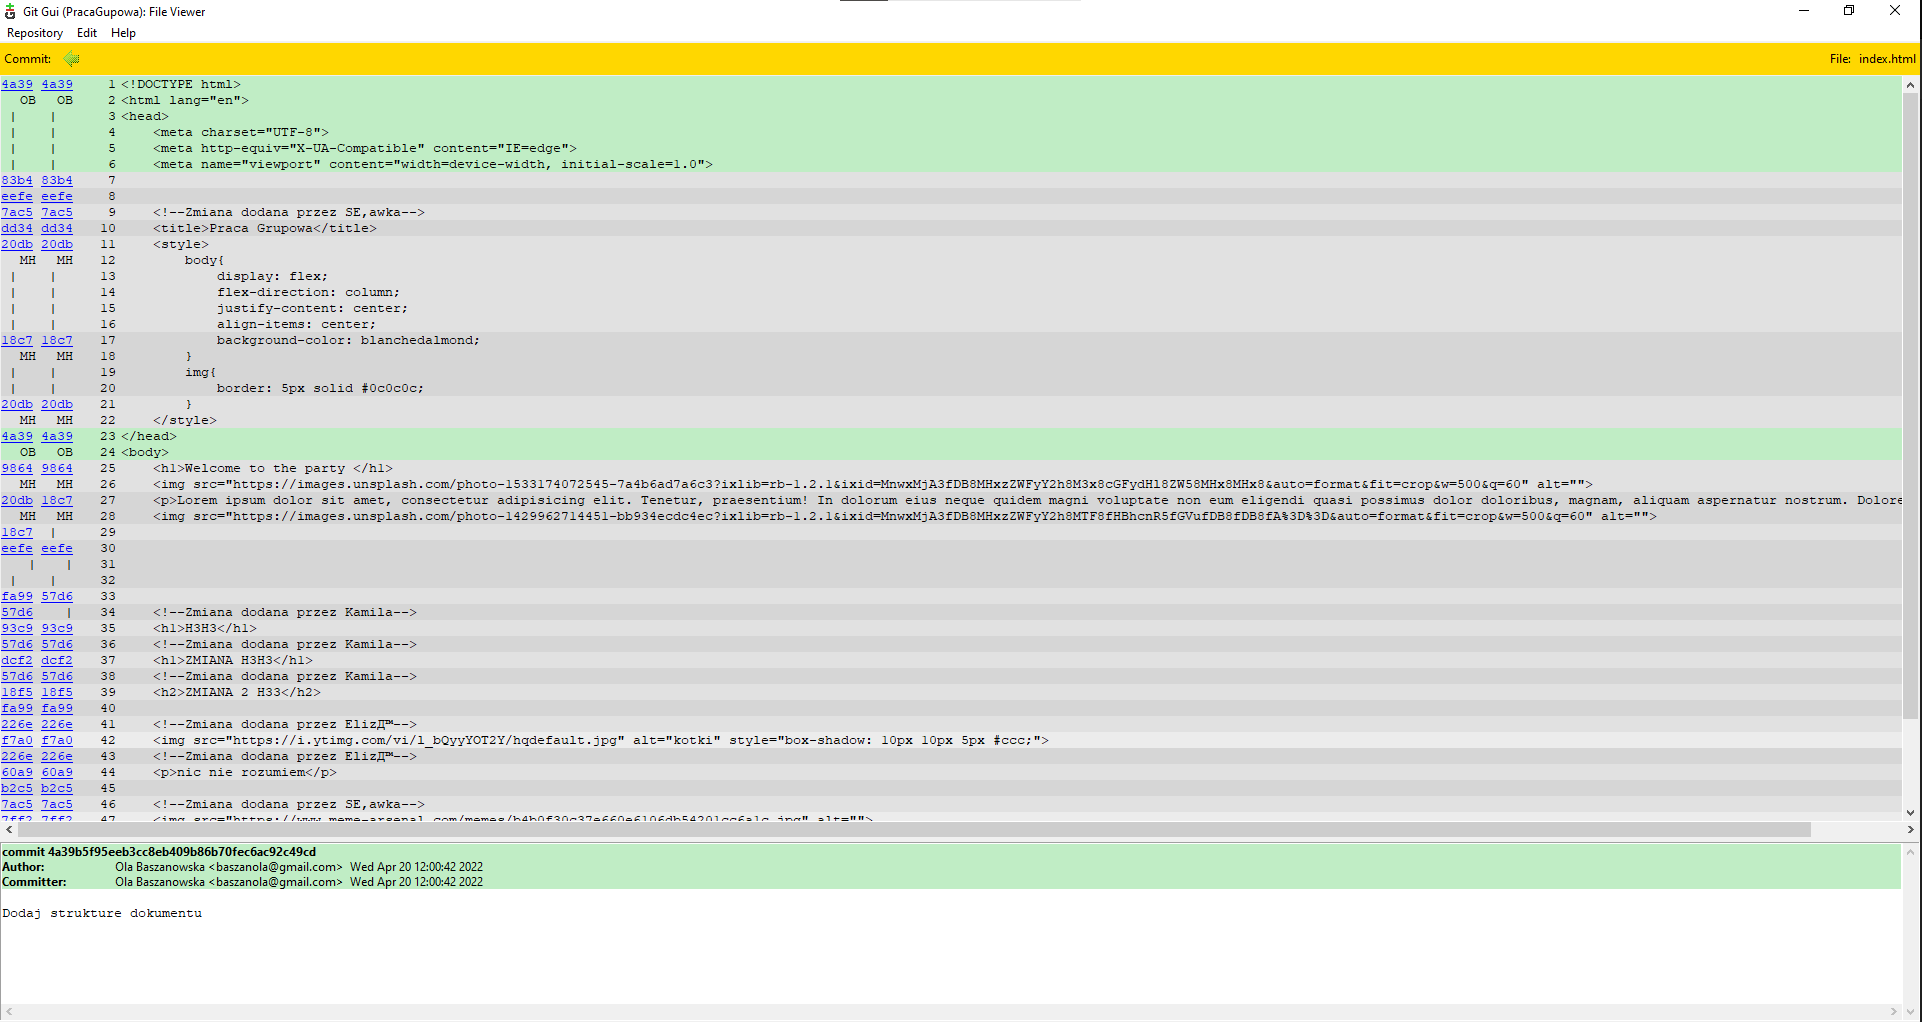 Git Gui (PracaGupowa): File Viewer
Repository Edit Help
Commit: File: index.html
4a39 4a39 1 <!DOCTYPE html>
OB OB 2 <html lang="en">
| | 3 <head>
| | 4 <meta charset="UTF-8">
| | 5 <meta http-equiv="X-UA-Compatible" content="IE=edge">
| | 6 <meta name="viewport" content="width=device-width, initial-scale=1.0">
83b4 83b4 7
eefe eefe 8
7ac5 7ac5 9 <!--Zmiana dodana przez SE,awka-->
dd34 dd34 10 <title>Praca Grupowa</title>
20db 20db 11 <style>
MH MH 12 body{
| | 13 display: flex;
| | 14 flex-direction: column;
| | 15 justify-content: center;
| | 16 align-items: center;
18c7 18c7 17 background-color: blanchedalmond;
MH MH 18 }
| | 19 img{
| | 20 border: 5px solid #0c0c0c;
20db 20db 21 }
MH MH 22 </style>
4a39 4a39 23 </head>
OB OB 24 <body>
9864 9864 25 <h1>Welcome to the party </h1>
MH MH 26 <img src="https://images.unsplash.com/photo-1533174072545-7a4b6ad7a6c3?ixlib=rb-1.2.1&ixid=MnwxMjA3fDB8MHxzZWFyY2h8M3x8cGFydHl8ZW58MHx8MHx8&auto=format&fit=crop&w=500&q=60" alt="">
20db 18c7 27 <p>Lorem ipsum dolor sit amet, consectetur adipisicing elit. Tenetur, praesentium! In dolorum eius neque quidem magni voluptate non eum eligendi quasi possimus dolor doloribus, magnam, aliquam aspernatur nostrum. Dolore
MH MH 28 <img src="https://images.unsplash.com/photo-1429962714451-bb934ecdc4ec?ixlib=rb-1.2.1&ixid=MnwxMjA3fDB8MHxzZWFyY2h8MTF8fHBhcnR5fGVufDB8fDB8fA%3D%3D&auto=format&fit=crop&w=500&q=60" alt="">
18c7 | 29
eefe eefe 30
| | 31
| | 32
fa99 57d6 33
57d6 | 34 <!--Zmiana dodana przez Kamila-->
93c9 93c9 35 <h1>H3H3</h1>
57d6 57d6 36 <!--Zmiana dodana przez Kamila-->
dcf2 dcf2 37 <h1>ZMIANA H3H3</h1>
57d6 57d6 38 <!--Zmiana dodana przez Kamila-->
18f5 18f5 39 <h2>ZMIANA 2 H33</h2>
fa99 fa99 40
226e 226e 41 <!--Zmiana dodana przez ElizД™-->
f7a0 f7a0 42 <img src="https://i.ytimg.com/vi/l_bQyyYOT2Y/hqdefault.jpg" alt="kotki" style="box-shadow: 10px 10px 5px #ccc;">
226e 226e 43 <!--Zmiana dodana przez ElizД™-->
60a9 60a9 44 <p>nic nie rozumiem</p>
b2c5 b2c5 45
7ac5 7ac5 46 <!--Zmiana dodana przez SE,awka-->
7ff2 7ff2 47 <img src="https://www.meme-arsenal.com/memes/b4b0f30c37e660e6106db54201cc6a1c.jpg" alt="">
commit 4a39b5f95eeb3cc8eb409b86b70fec6ac92c49cd
Author: Ola Baszanowska <baszanola@gmail.com> Wed Apr 20 12:00:42 2022
Committer: Ola Baszanowska <baszanola@gmail.com> Wed Apr 20 12:00:42 2022
Dodaj strukture dokumentu